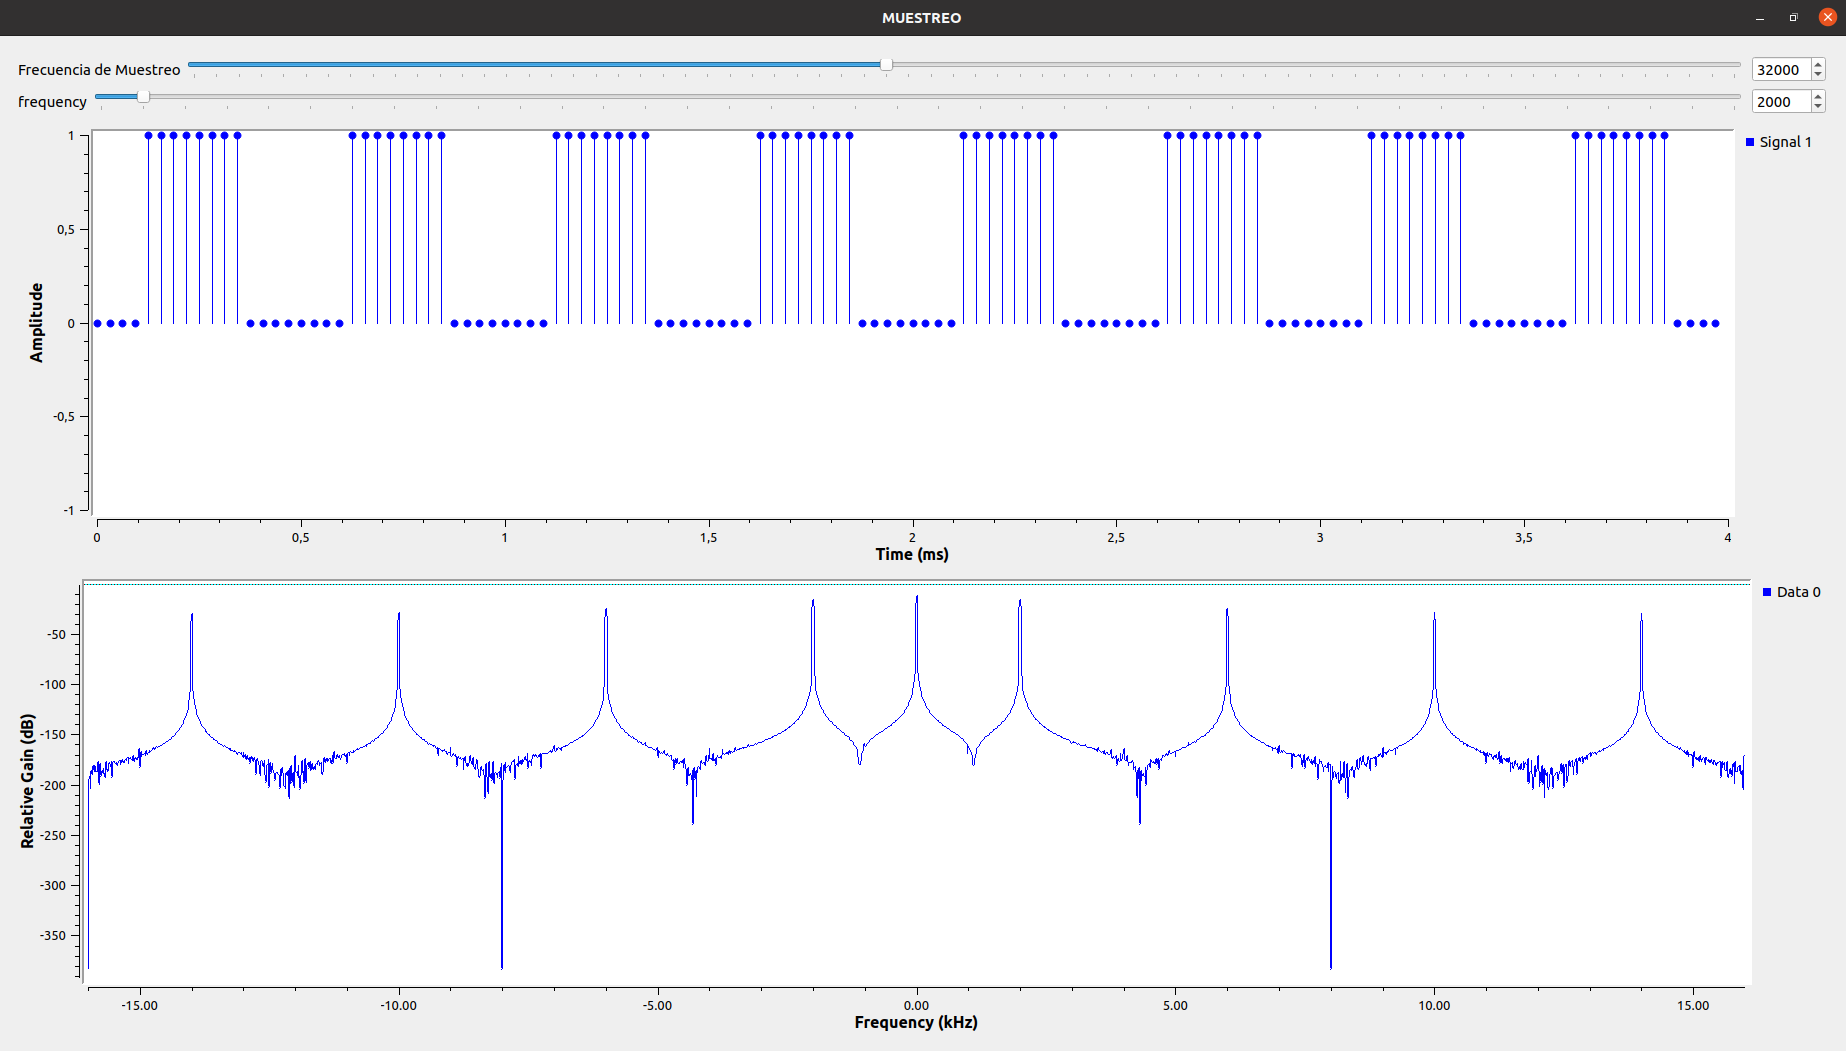 MUESTREO
Frecuencia de Muestreo 32000
frequency 2000
Signal 1
1
0,5
0
-0,5
-1
Amplitude
0 0,5 1 1,5 2 2,5 3 3,5 4
Time (ms)
Data 0
-50
-100
-150
-200
-250
-300
-350
Relative Gain (dB)
-15.00 -10.00 -5.00 0.00 5.00 10.00 15.00
Frequency (kHz)